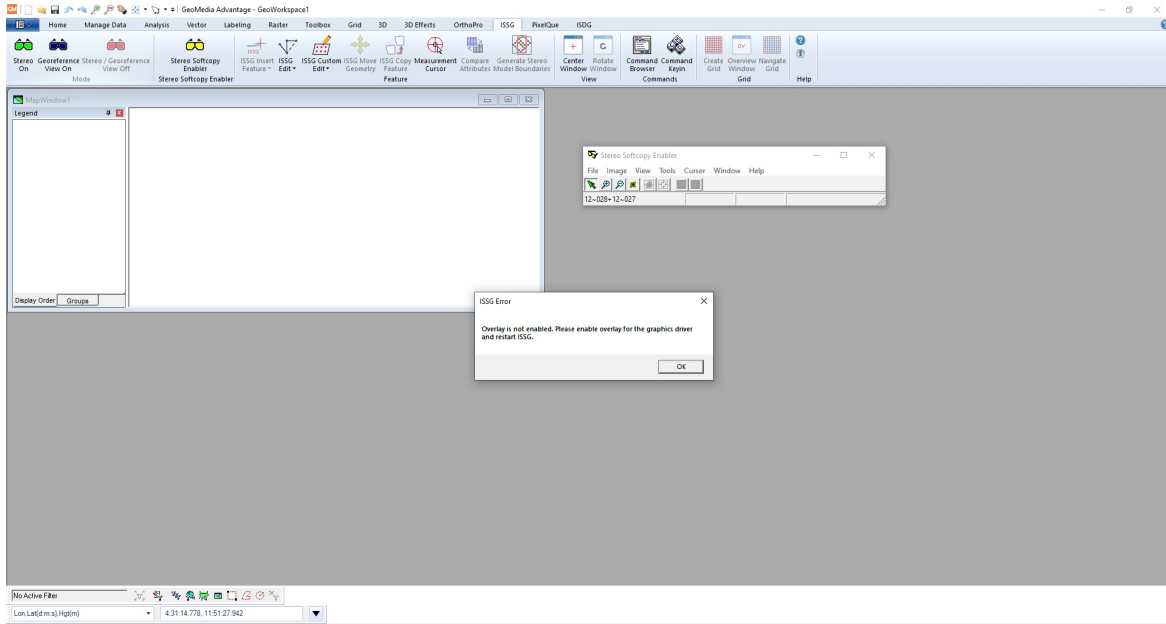 GeoMedia Advantage - GeoWorkspace1
Home Manage Data Analysis Vector Labeling Raster Toolbox Grid 3D 3D Effects OrthoPro ISSG PixelQue ISDG
Stereo On
Georeference View On
Stereo / Georeference View Off
Mode
Stereo Softcopy Enabler
Stereo Softcopy Enabler
ISSG Insert Feature
ISSG Edit
ISSG Custom Edit
ISSG Move Geometry
ISSG Copy Feature
Measurement Cursor
Compare Attributes
Generate Stereo Model Boundaries
Feature
Center Window
Rotate Window
View
Command Browser
Command Keyin
Commands
Create Grid
Overview Window
Navigate Grid
Grid
Help
MapWindow1
Legend
Display Order Groups
Stereo Softcopy Enabler
File Image View Tools Cursor Window Help
12~028+12~027
ISSG Error
Overlay is not enabled. Please enable overlay for the graphics driver
and restart ISSG.
OK
No Active Filter
Lon,Lat(d:m:s),Hgt(m) 4:31:14.778, 11:51:27.942